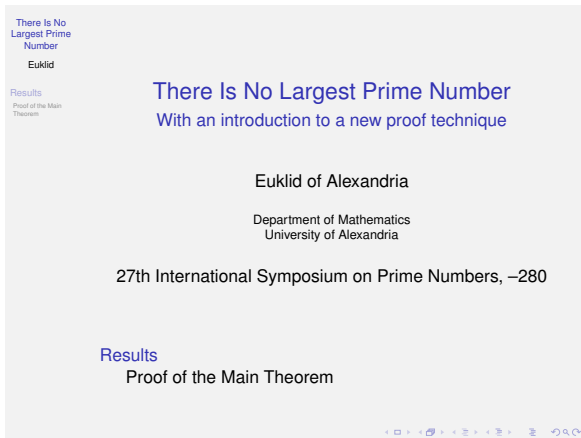 There Is No
Largest Prime
Number
Euklid
Results
Proof of the Main
Theorem
There Is No Largest Prime Number
With an introduction to a new proof technique
Euklid of Alexandria
Department of Mathematics
University of Alexandria
27th International Symposium on Prime Numbers, –280
Results
Proof of the Main Theorem